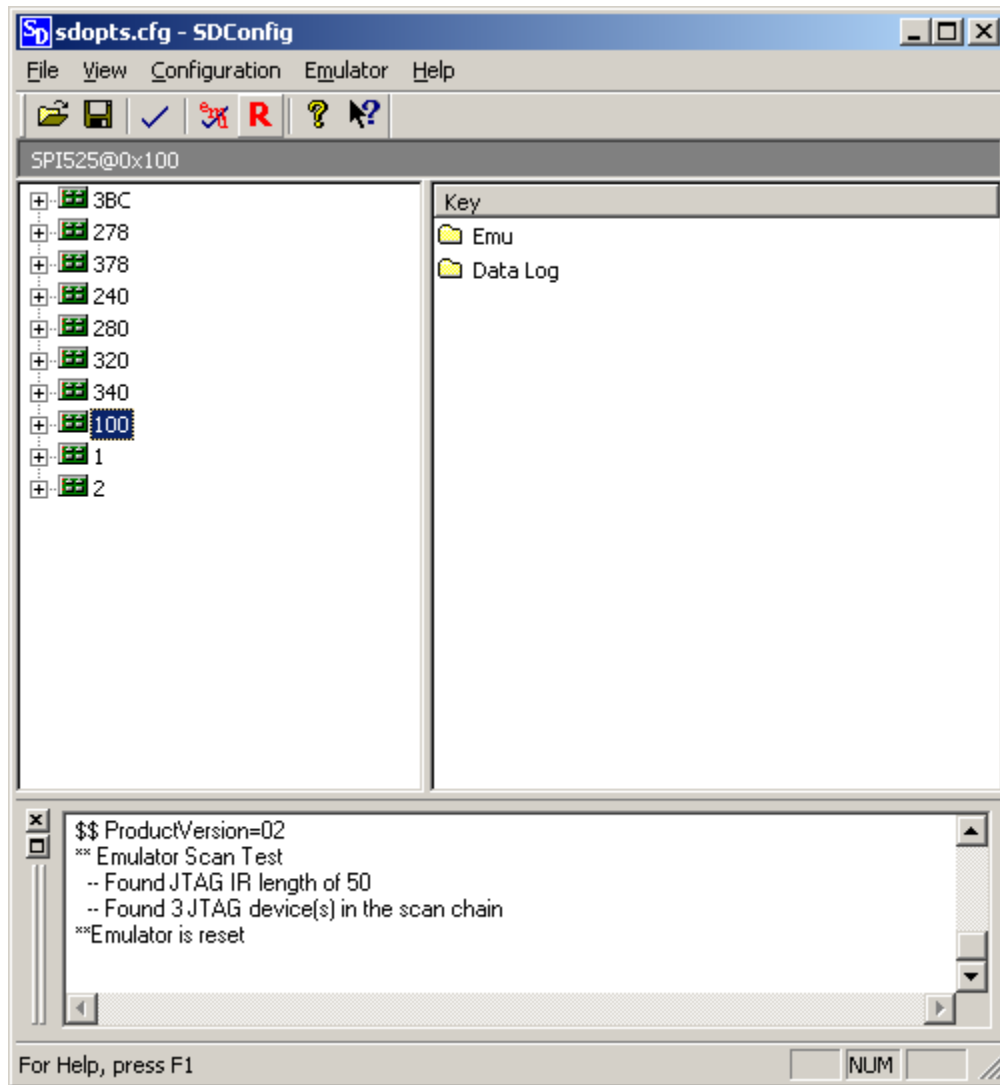 SD sdopts.cfg - SDConfig
File View Configuration Emulator Help
R ? ?
SPI525@0x100
3BC
278
378
240
280
320
340
100
1
2
Key
Emu
Data Log
$$ ProductVersion=02
** Emulator Scan Test
-- Found JTAG IR length of 50
-- Found 3 JTAG device(s) in the scan chain
**Emulator is reset
For Help, press F1
NUM